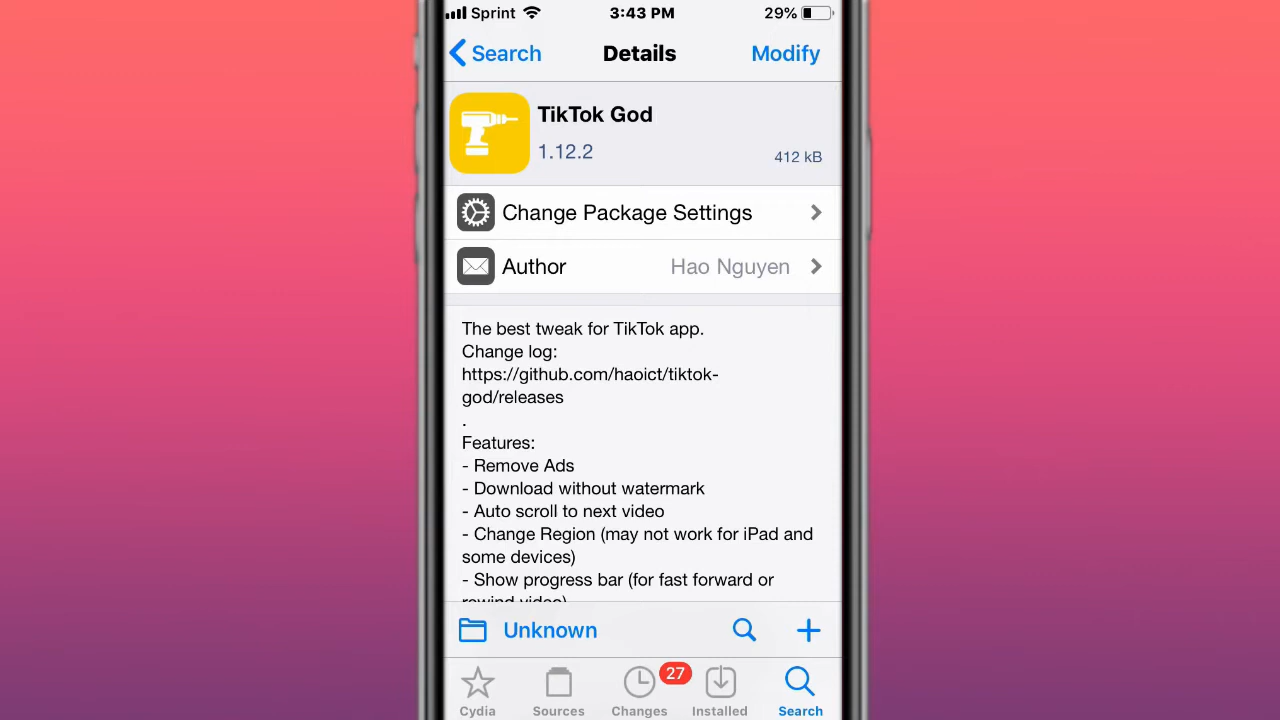 Sprint 3:43 PM 29%
Search Details Modify
TikTok God
1.12.2 412 kB
Change Package Settings
Author Hao Nguyen
The best tweak for TikTok app.
Change log:
https://github.com/haoict/tiktok-
god/releases
.
Features:
- Remove Ads
- Download without watermark
- Auto scroll to next video
- Change Region (may not work for iPad and
some devices)
- Show progress bar (for fast forward or
rewind video)
Unknown
27
Cydia Sources Changes Installed Search